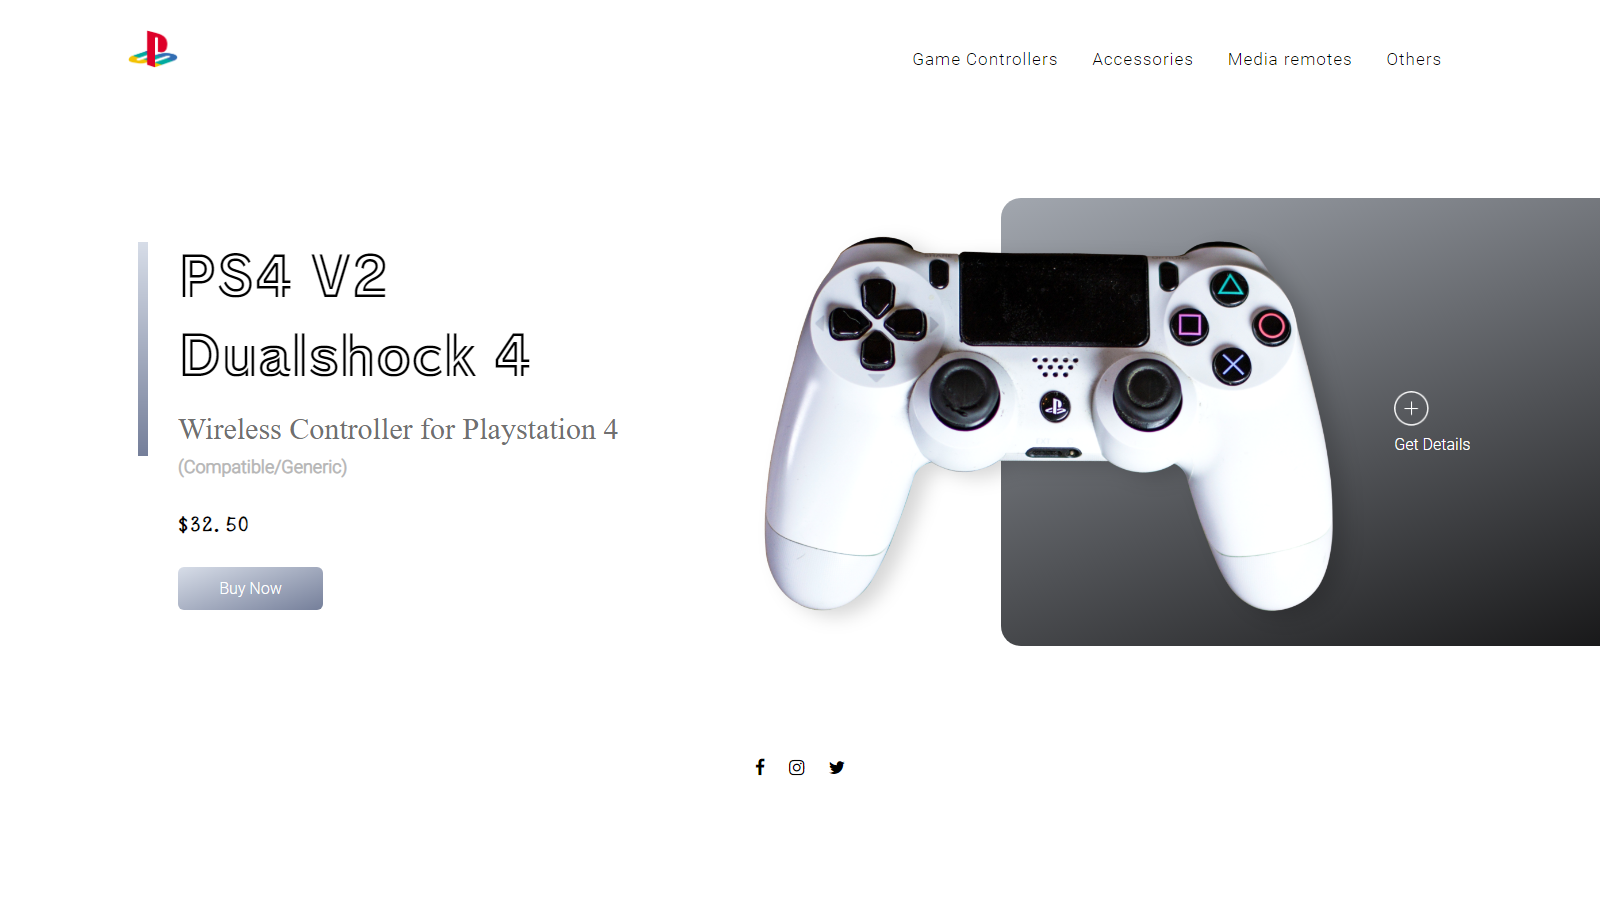 Game Controllers Accessories Media remotes Others
PS4 V2
Dualshock 4
Wireless Controller for Playstation 4
(Compatible/Generic)
$32.50
Buy Now
Get Details